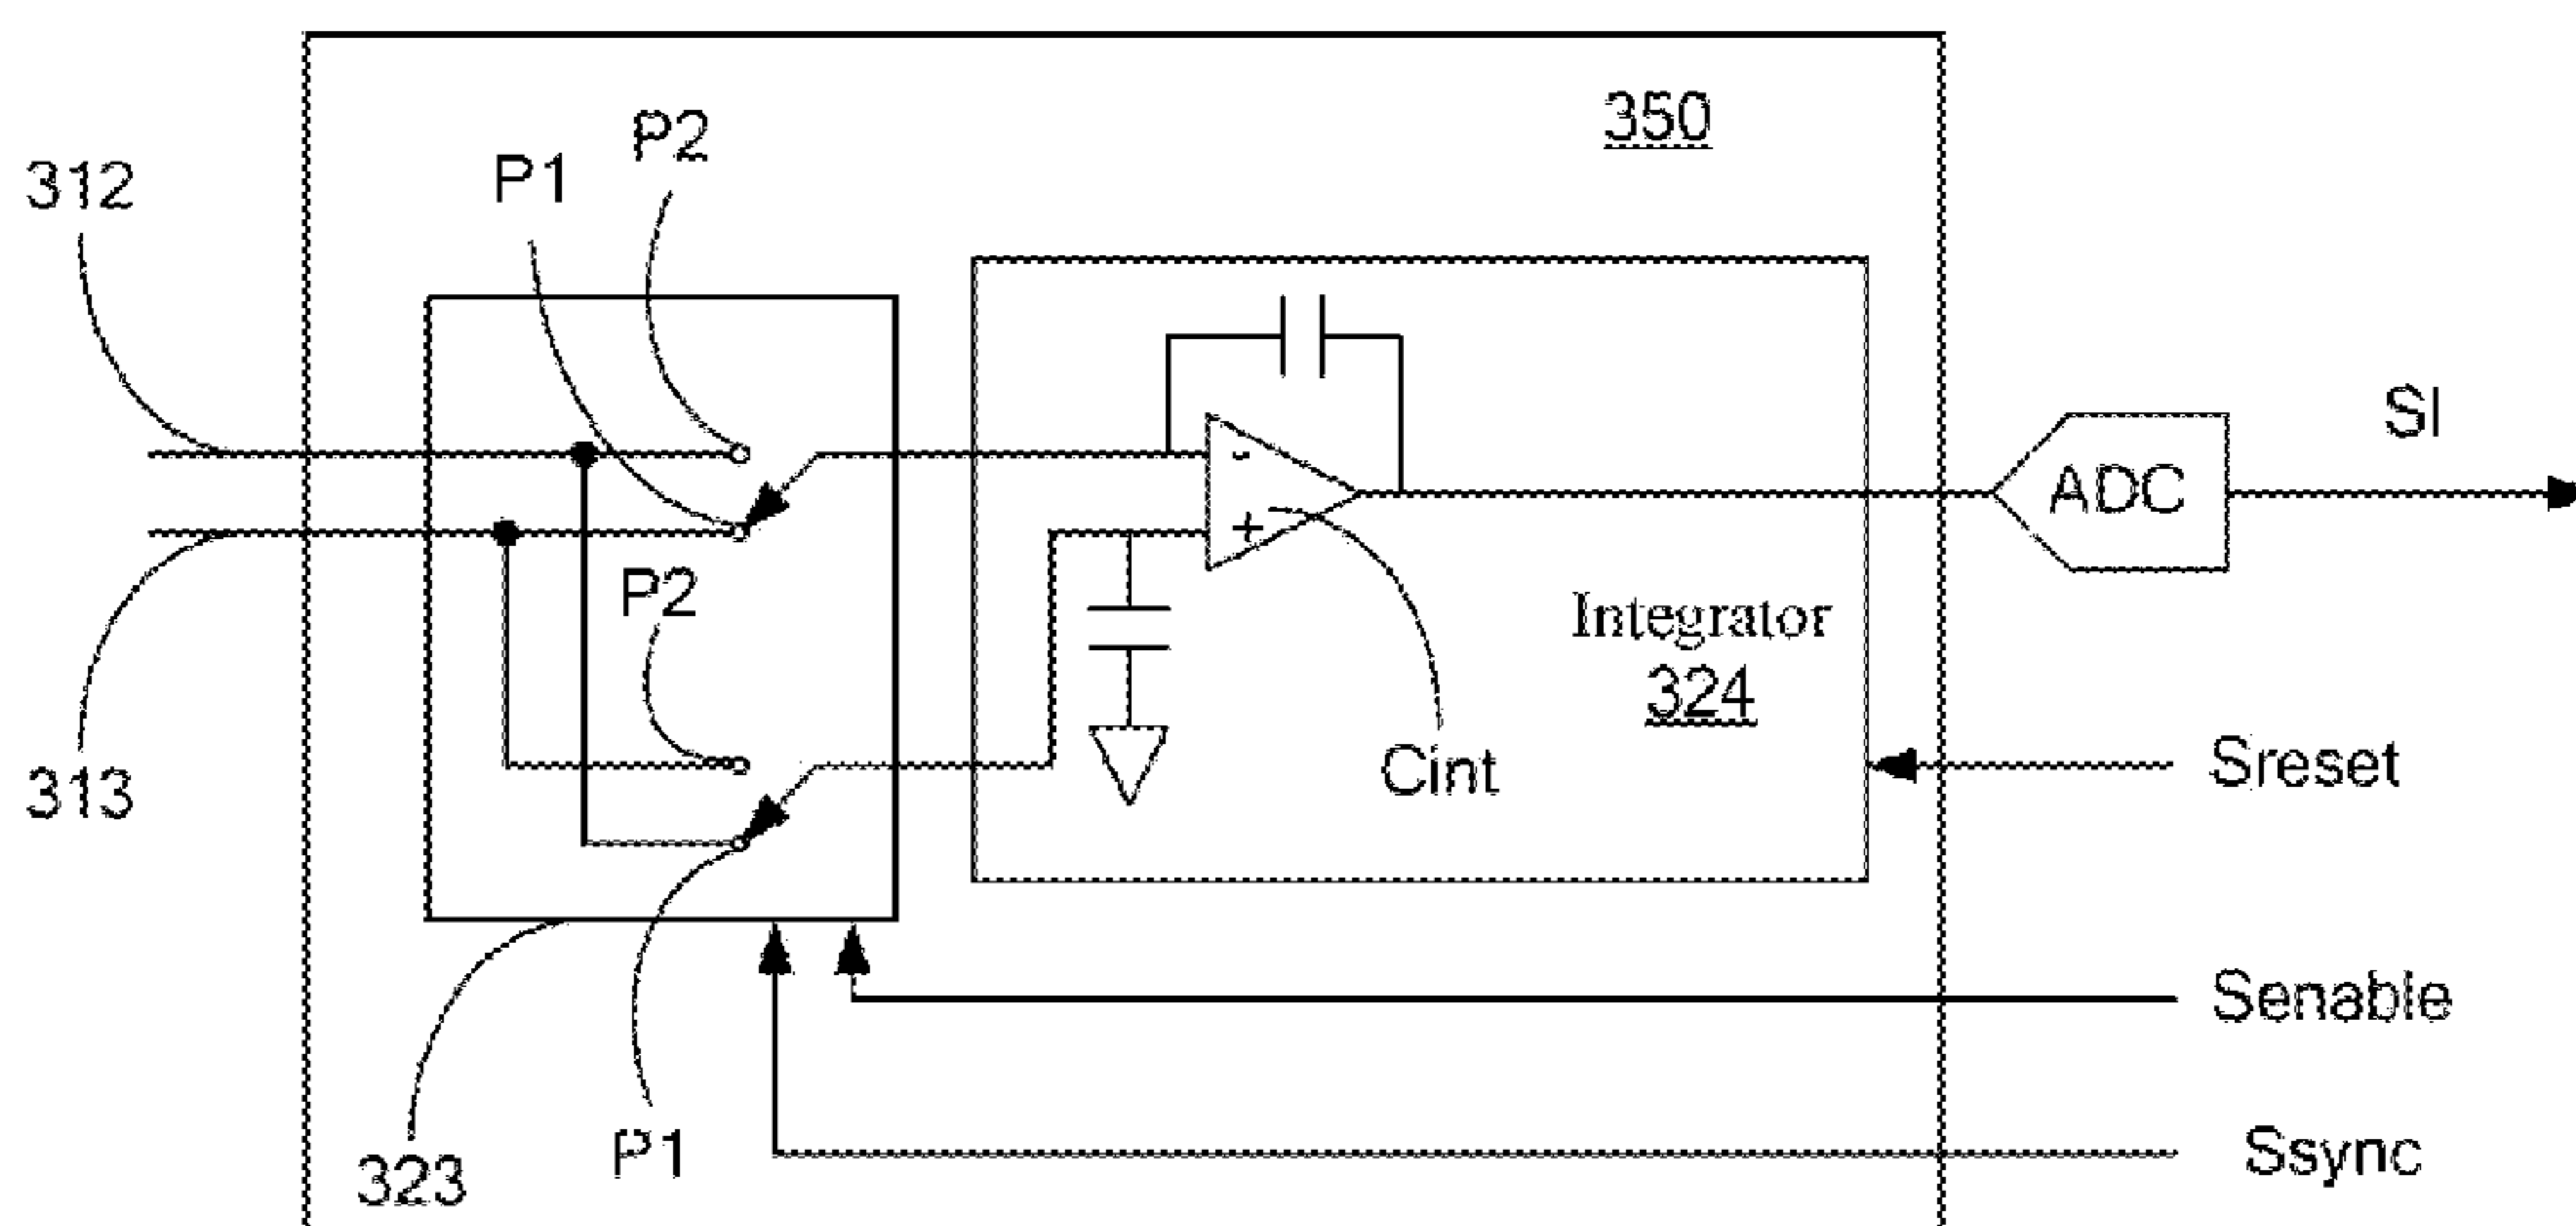 350
P2
P1
312
SI
-
ADC
+
P2
Integrator
324
313
Cint
Sreset
Senable
P1
323
Ssync